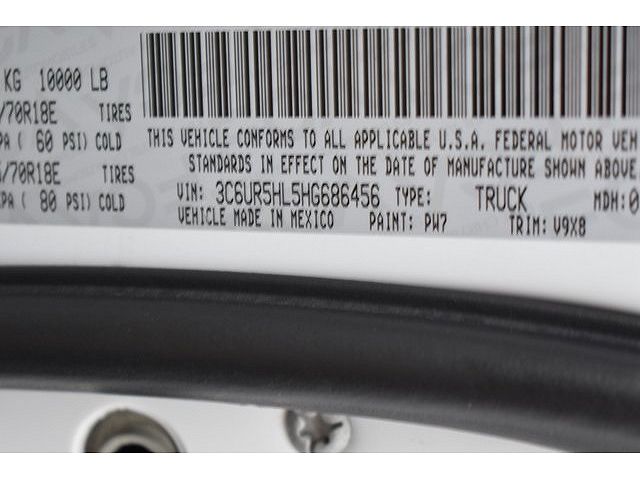 KG 10000 LB
/70R18E TIRES
PA ( 60 PSI) COLD
/70R18E TIRES
PA ( 80 PSI) COLD
THIS VEHICLE CONFORMS TO ALL APPLICABLE U.S.A. FEDERAL MOTOR VEH
STANDARDS IN EFFECT ON THE DATE OF MANUFACTURE SHOWN ABOVE.
VIN: 3C6UR5HL5HG686456 TYPE: TRUCK MDH:0
VEHICLE MADE IN MEXICO PAINT: PW7 TRIM: V9X8